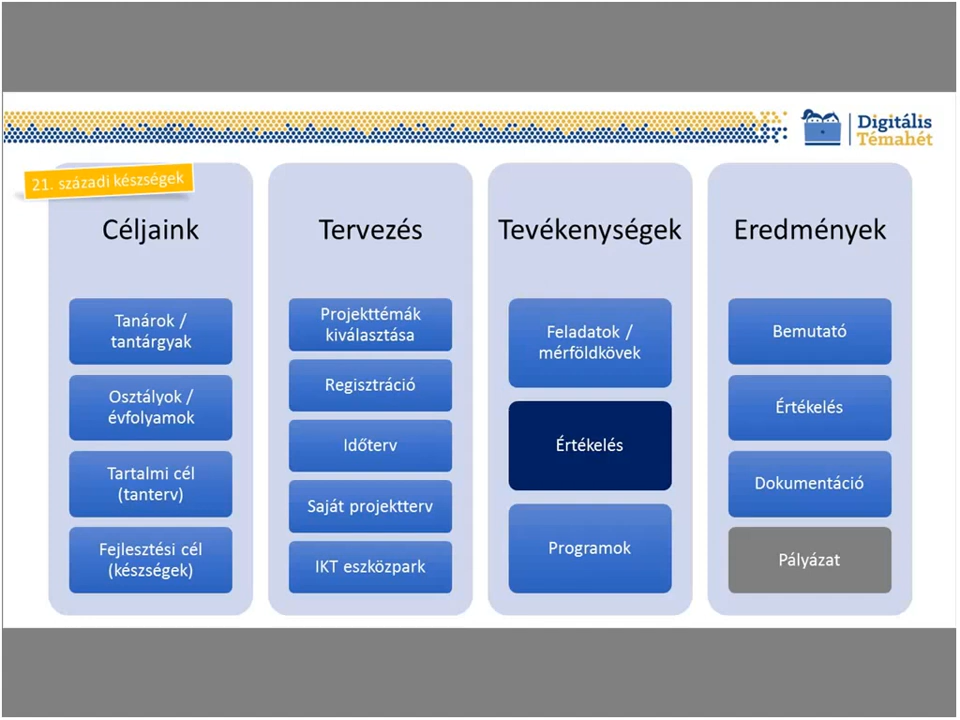 Digitális
Témahét
21. századi készségek
Céljaink
Tanárok /
tantárgyak
Osztályok /
évfolyamok
Tartalmi cél
(tanterv)
Fejlesztési cél
(készségek)
Tervezés
Projekttémák
kiválasztása
Regisztráció
Időterv
Saját projektterv
IKT eszközpark
Tevékenységek
Feladatok /
mérföldkövek
Értékelés
Programok
Eredmények
Bemutató
Értékelés
Dokumentáció
Pályázat